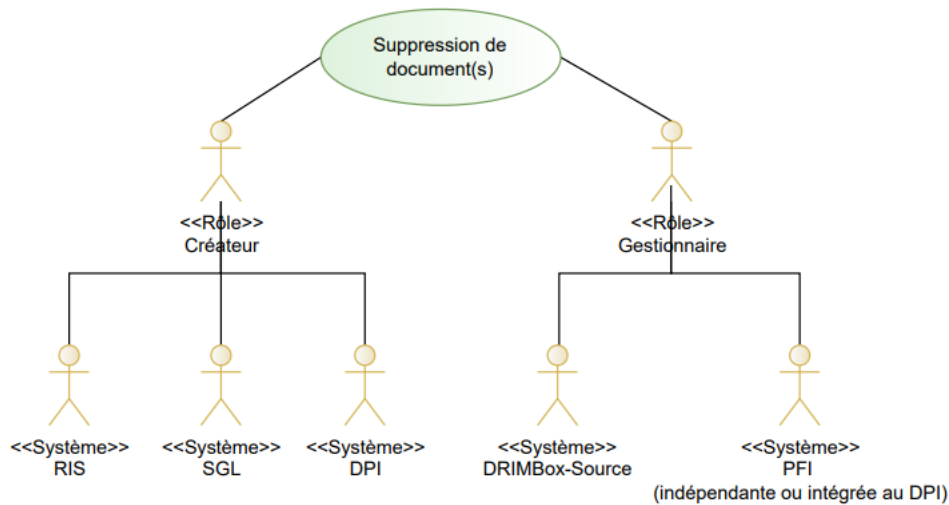 Suppression de
document(s)
<<Rôle>>
Créateur
<<Rôle>>
Gestionnaire
<<Système>>
RIS
<<Système>>
SGL
<<Système>>
DPI
<<Système>>
DRIMBox-Source
<<Système>>
PFI
(indépendante ou intégrée au DPI)